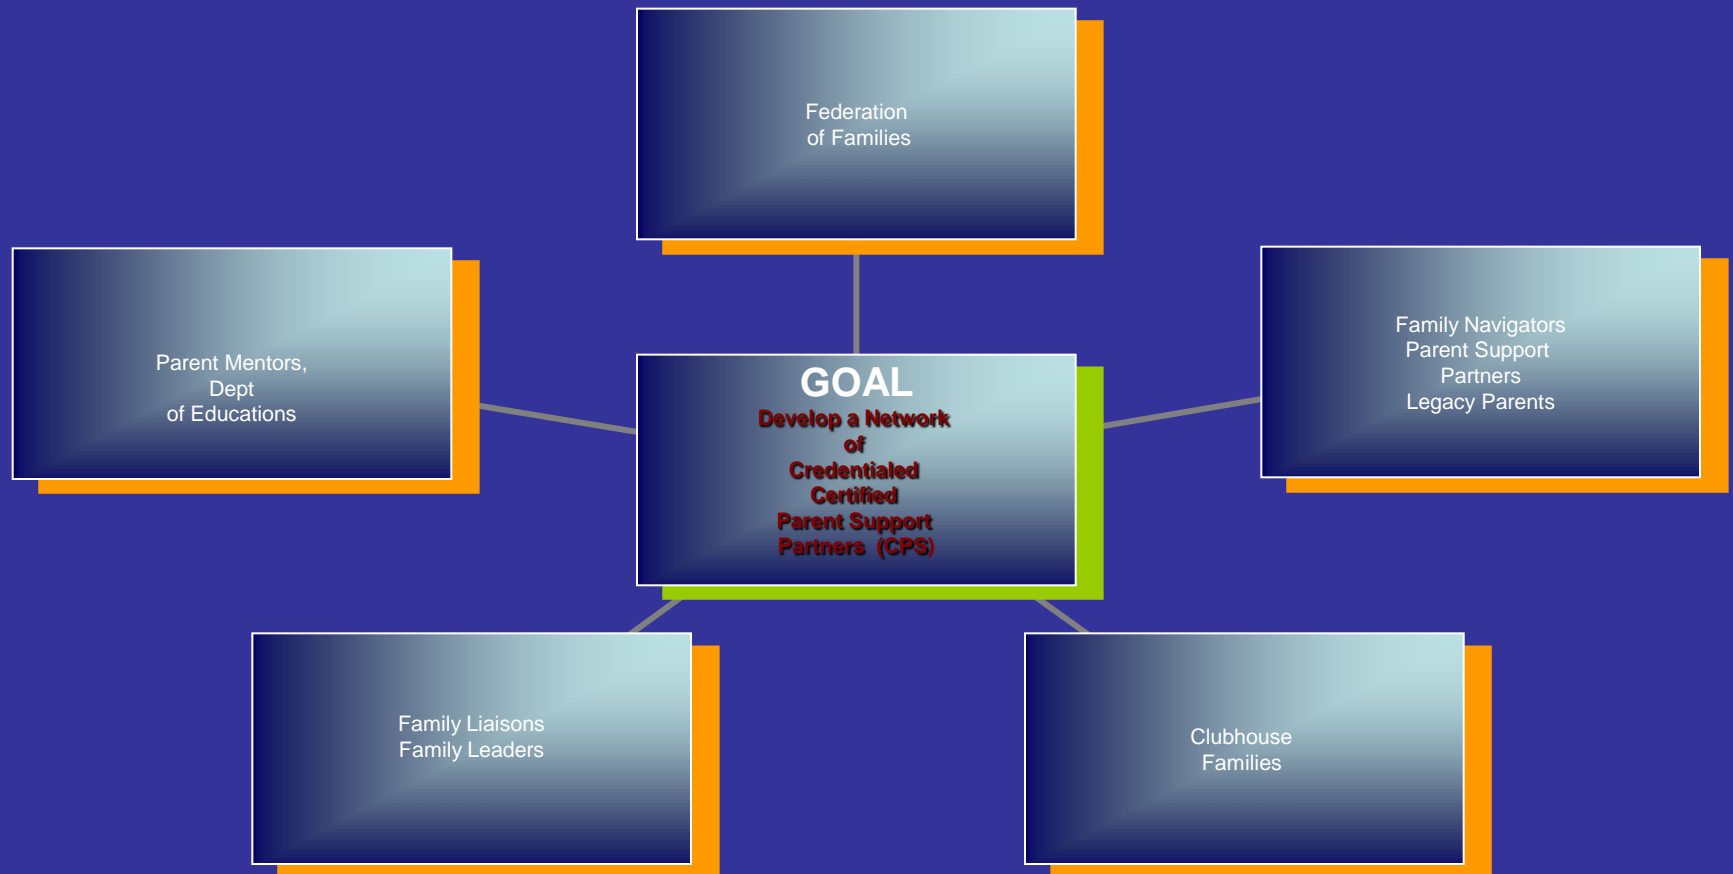 Federation
of Families
Parent Mentors,
Dept
of Educations
GOAL
Develop a Network
of
Credentialed
Certified
Parent Support
Partners (CPS)
Family Navigators
Parent Support
Partners
Legacy Parents
Family Liaisons
Family Leaders
Clubhouse
Families